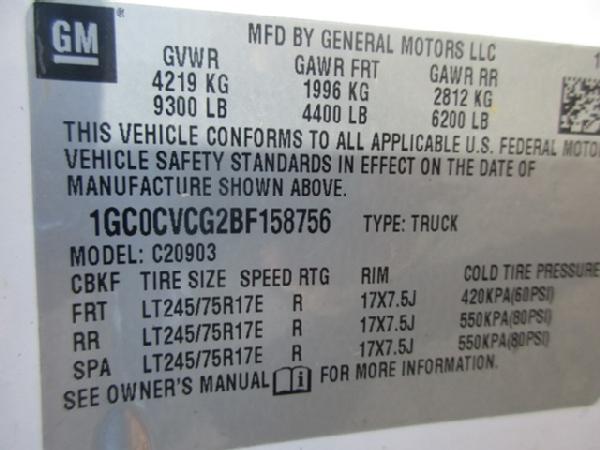 GM
MFD BY GENERAL MOTORS LLC 1
GVWR GAWR FRT GAWR RR
4219 KG 1996 KG 2812 KG
9300 LB 4400 LB 6200 LB
THIS VEHICLE CONFORMS TO ALL APPLICABLE U.S. FEDERAL MOTO
VEHICLE SAFETY STANDARDS IN EFFECT ON THE DATE OF
MANUFACTURE SHOWN ABOVE.
1GC0CVCG2BF158756 TYPE: TRUCK
MODEL: C20903
CBKF TIRE SIZE SPEED RTG RIM COLD TIRE PRESSURE
FRT LT245/75R17E R 17X7.5J 420KPA(60PSI)
RR LT245/75R17E R 17X7.5J 550KPA(80PSI)
SPA LT245/75R17E R 17X7.5J 550KPA(80PSI)
SEE OWNER'S MANUAL FOR MORE INFORMATION.